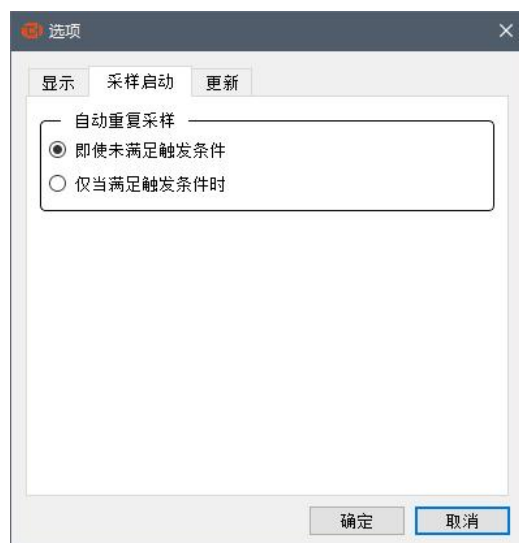 选项
显示 采样启动 更新
自动重复采样
即使未满足触发条件
仅当满足触发条件时
确定 取消